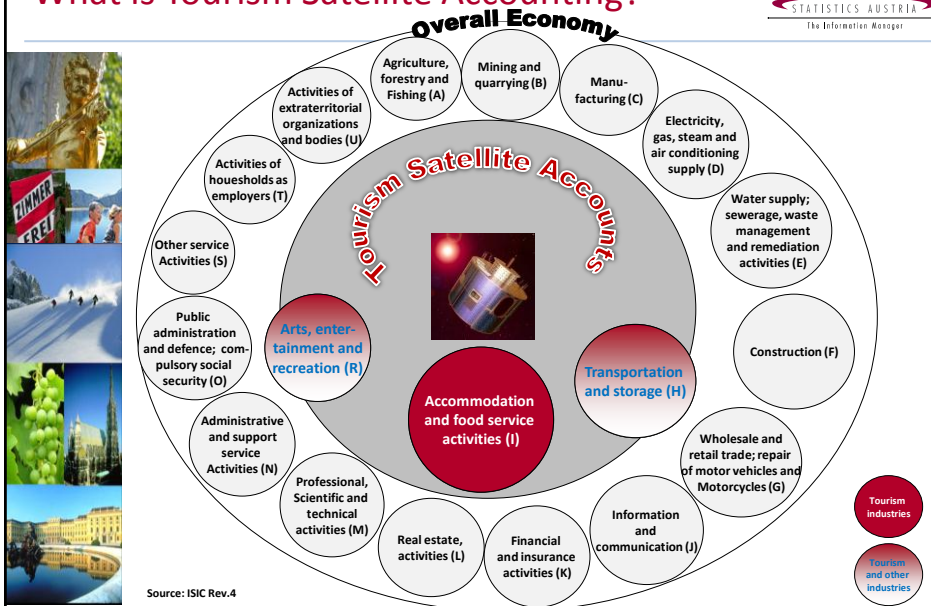 What is Tourism Satellite Accounting?
STATISTICS AUSTRIA
The Information Manager
Overall Economy
Agriculture,
forestry and
Fishing (A)
Mining and
quarrying (B)
Manu-
facturing (C)
Electricity,
gas, steam and
air conditioning
supply (D)
Water supply;
sewerage, waste
management
and remediation
activities (E)
Construction (F)
Wholesale and
retail trade; repair
of motor vehicles and
Motorcycles (G)
Transportation
and storage (H)
Accommodation
and food service
activities (I)
Information
and
communication (J)
Financial
and insurance
activities (K)
Real estate,
activities (L)
Professional,
Scientific and
technical
activities (M)
Administrative
and support
service
Activities (N)
Public
administration
and defence; com-
pulsory social
security (O)
Arts, enter-
tainment and
recreation (R)
Other service
Activities (S)
Activities of
houesholds as
employers (T)
Activities of
extraterritorial
organizations
and bodies (U)
Tourism Satellite Accounts
ZIMMER
FREI
Tourism
industries
Tourism
and other
industries
Source: ISIC Rev.4